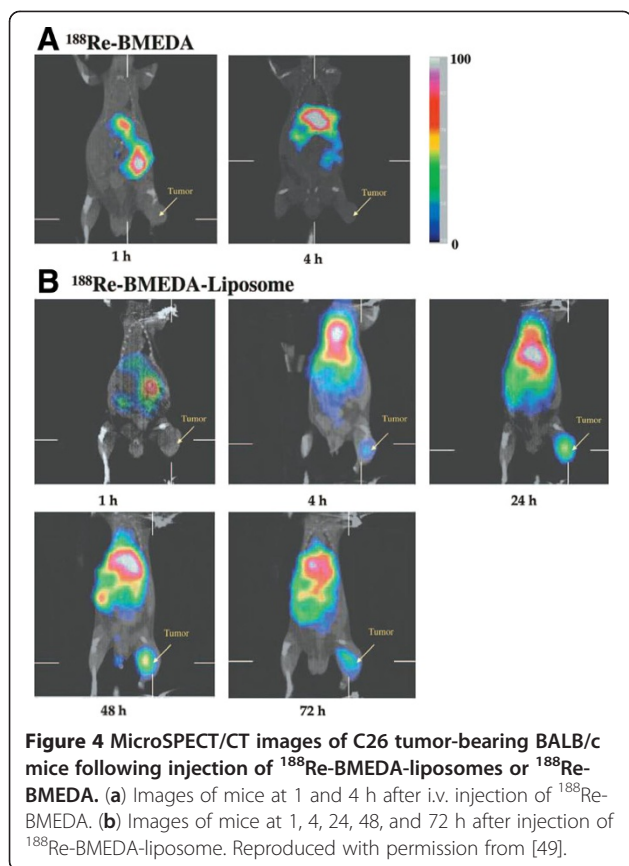 A ¹⁸⁸Re-BMEDA
100
Tumor
Tumor
0
1 h
4 h
B ¹⁸⁸Re-BMEDA-Liposome
Tumor
Tumor
Tumor
1 h
4 h
24 h
Tumor
Tumor
48 h
72 h
Figure 4 MicroSPECT/CT images of C26 tumor-bearing BALB/c
mice following injection of ¹⁸⁸Re-BMEDA-liposomes or ¹⁸⁸Re-
BMEDA. (a) Images of mice at 1 and 4 h after i.v. injection of ¹⁸⁸Re-
BMEDA. (b) Images of mice at 1, 4, 24, 48, and 72 h after injection of
¹⁸⁸Re-BMEDA-liposome. Reproduced with permission from [49].